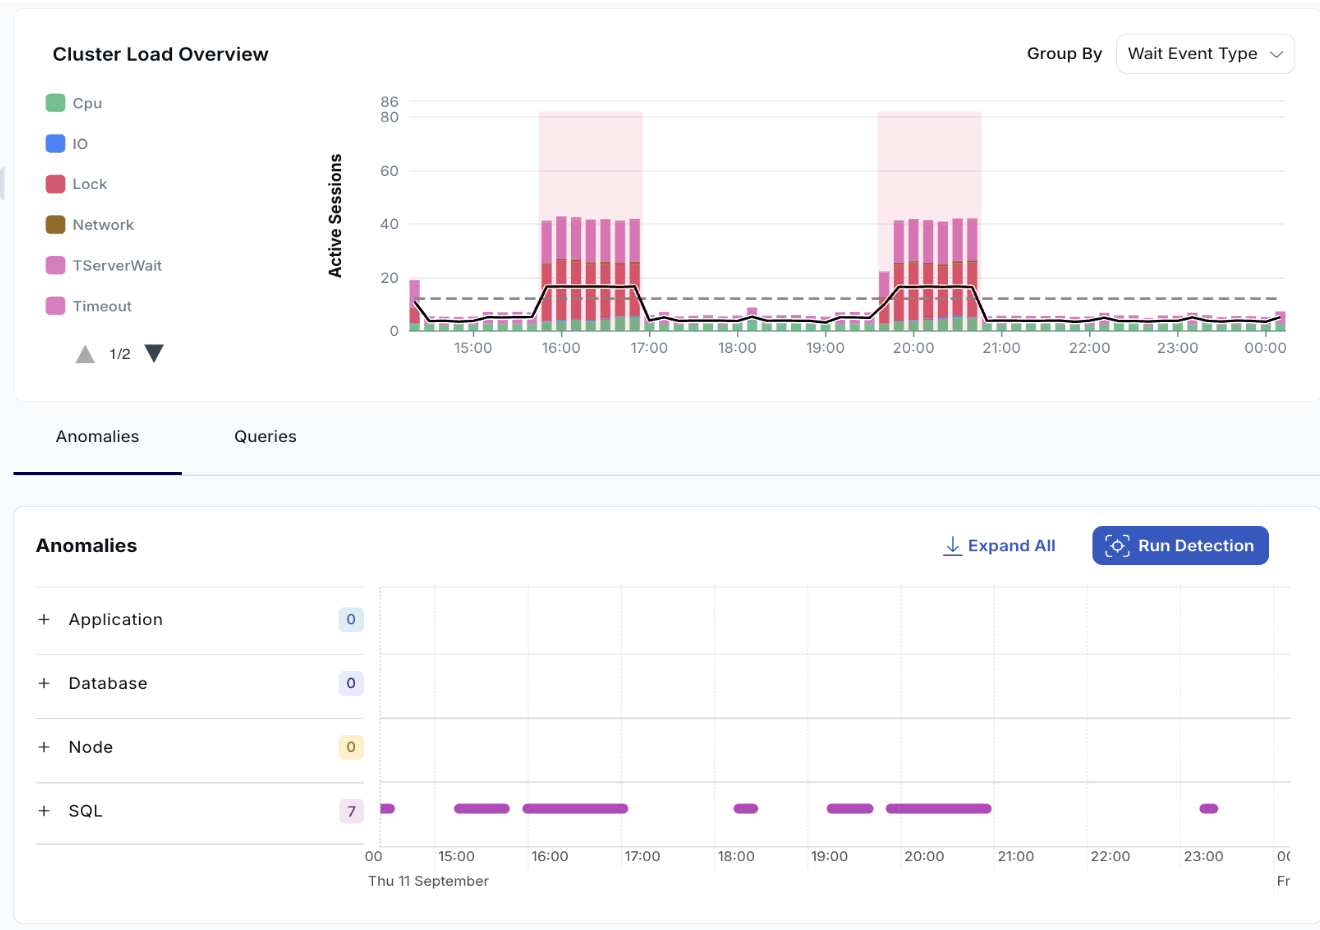 Cluster Load Overview
Group By
Wait Event Type
Cpu
IO
Lock
Network
TServerWait
Timeout
1/2
Active Sessions
86
80
60
40
20
0
15:00 16:00 17:00 18:00 19:00 20:00 21:00 22:00 23:00 00:00
Anomalies
Queries
Anomalies
Expand All
Run Detection
+ Application 0
+ Database 0
+ Node 0
+ SQL 7
00 15:00 16:00 17:00 18:00 19:00 20:00 21:00 22:00 23:00 00
Thu 11 September
Fr